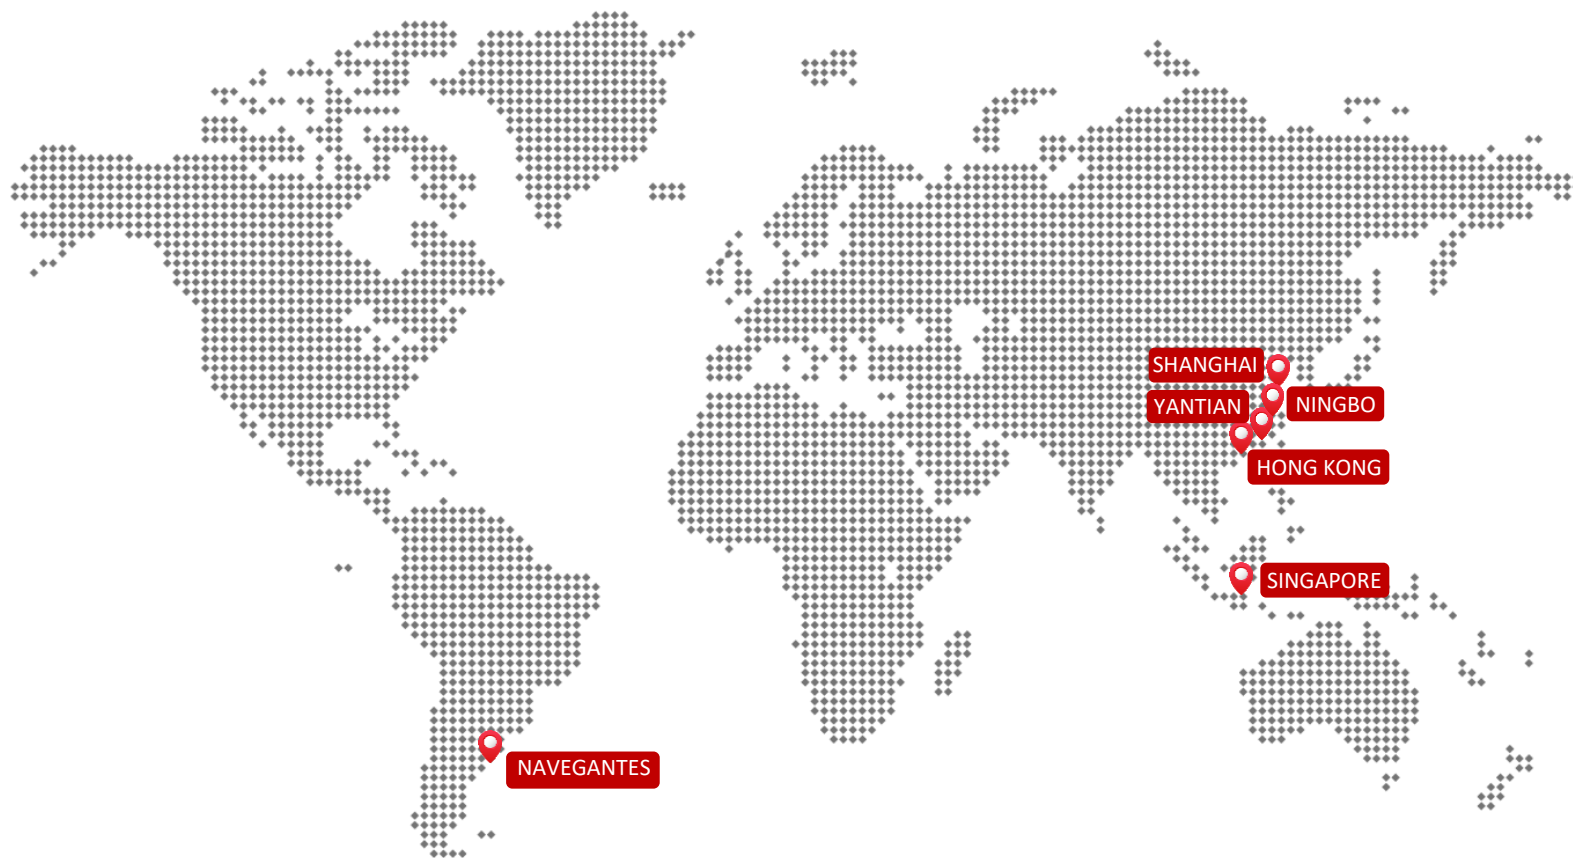 SHANGHAI
YANTIAN
NINGBO
HONG KONG
SINGAPORE
NAVEGANTES